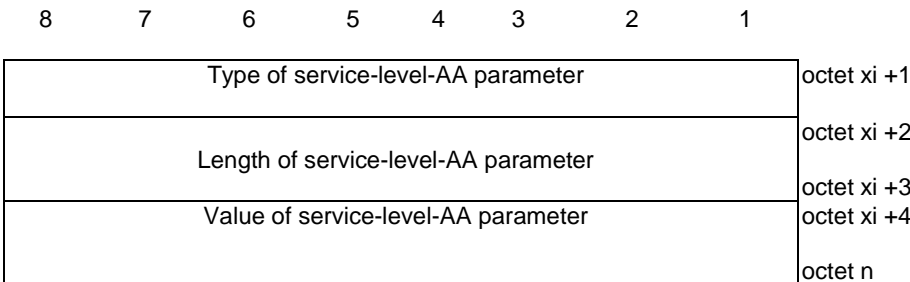 8 7 6 5 4 3 2 1
Type of service-level-AA parameter octet xi +1
octet xi +2
Length of service-level-AA parameter
octet xi +3
Value of service-level-AA parameter octet xi +4
octet n